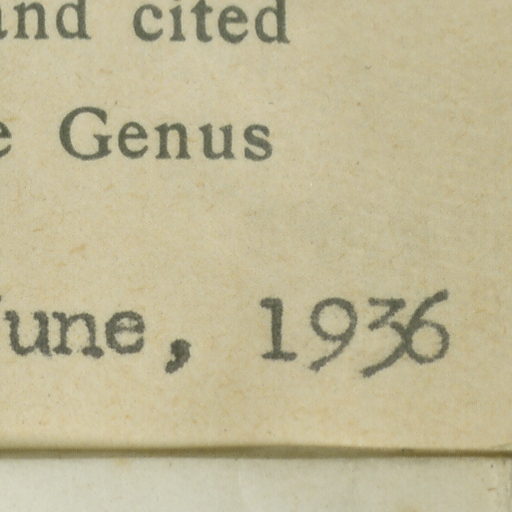 and cited
e Genus
June, 1936